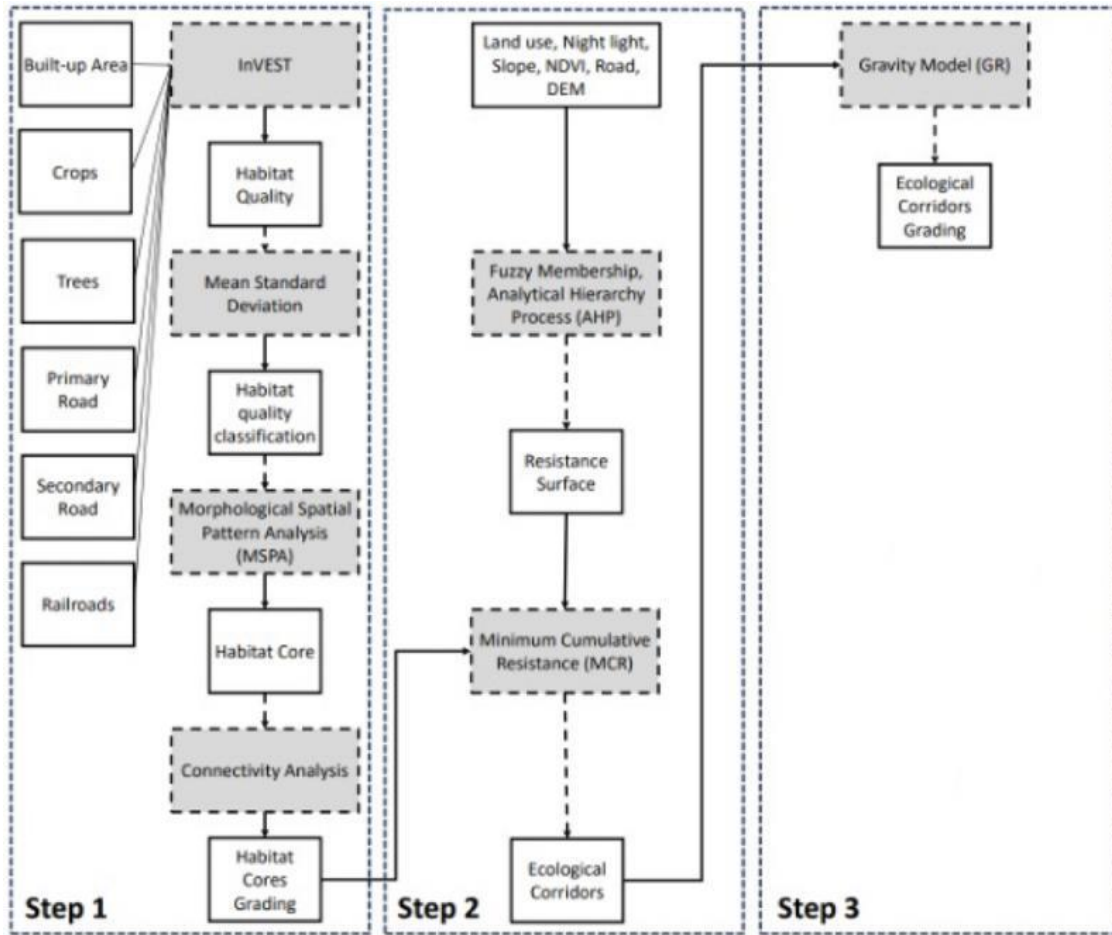 Built-up Area
Crops
Trees
Primary
Road
Secondary
Road
Railroads
InVEST
Habitat
Quality
Mean Standard
Deviation
Habitat
quality
classification
Morphological Spatial
Pattern Analysis
(MSPA)
Habitat Core
Connectivity Analysis
Habitat
Cores
Grading
Step 1
Land use, Night light,
Slope, NDVI, Road,
DEM
Fuzzy Membership,
Analytical Hierarchy
Process (AHP)
Resistance
Surface
Minimum Cumulative
Resistance (MCR)
Ecological
Corridors
Step 2
Gravity Model (GR)
Ecological
Corridors
Grading
Step 3